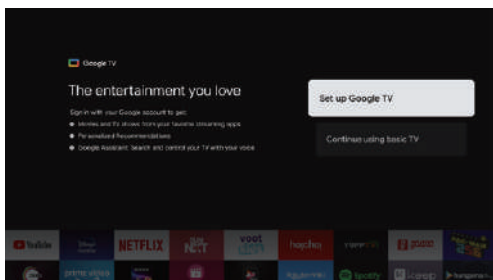 Google TV
The entertainment you love
Set up Google TV
Sign in with your Google account to get:
Movies and TV shows from your favorite streaming apps
Continue using basic TV
Personalized Recommendations
Google Assistant: Search and control your TV with your voice
YouTube
NETFLIX
voot
hoichoi
prime video
Spotify